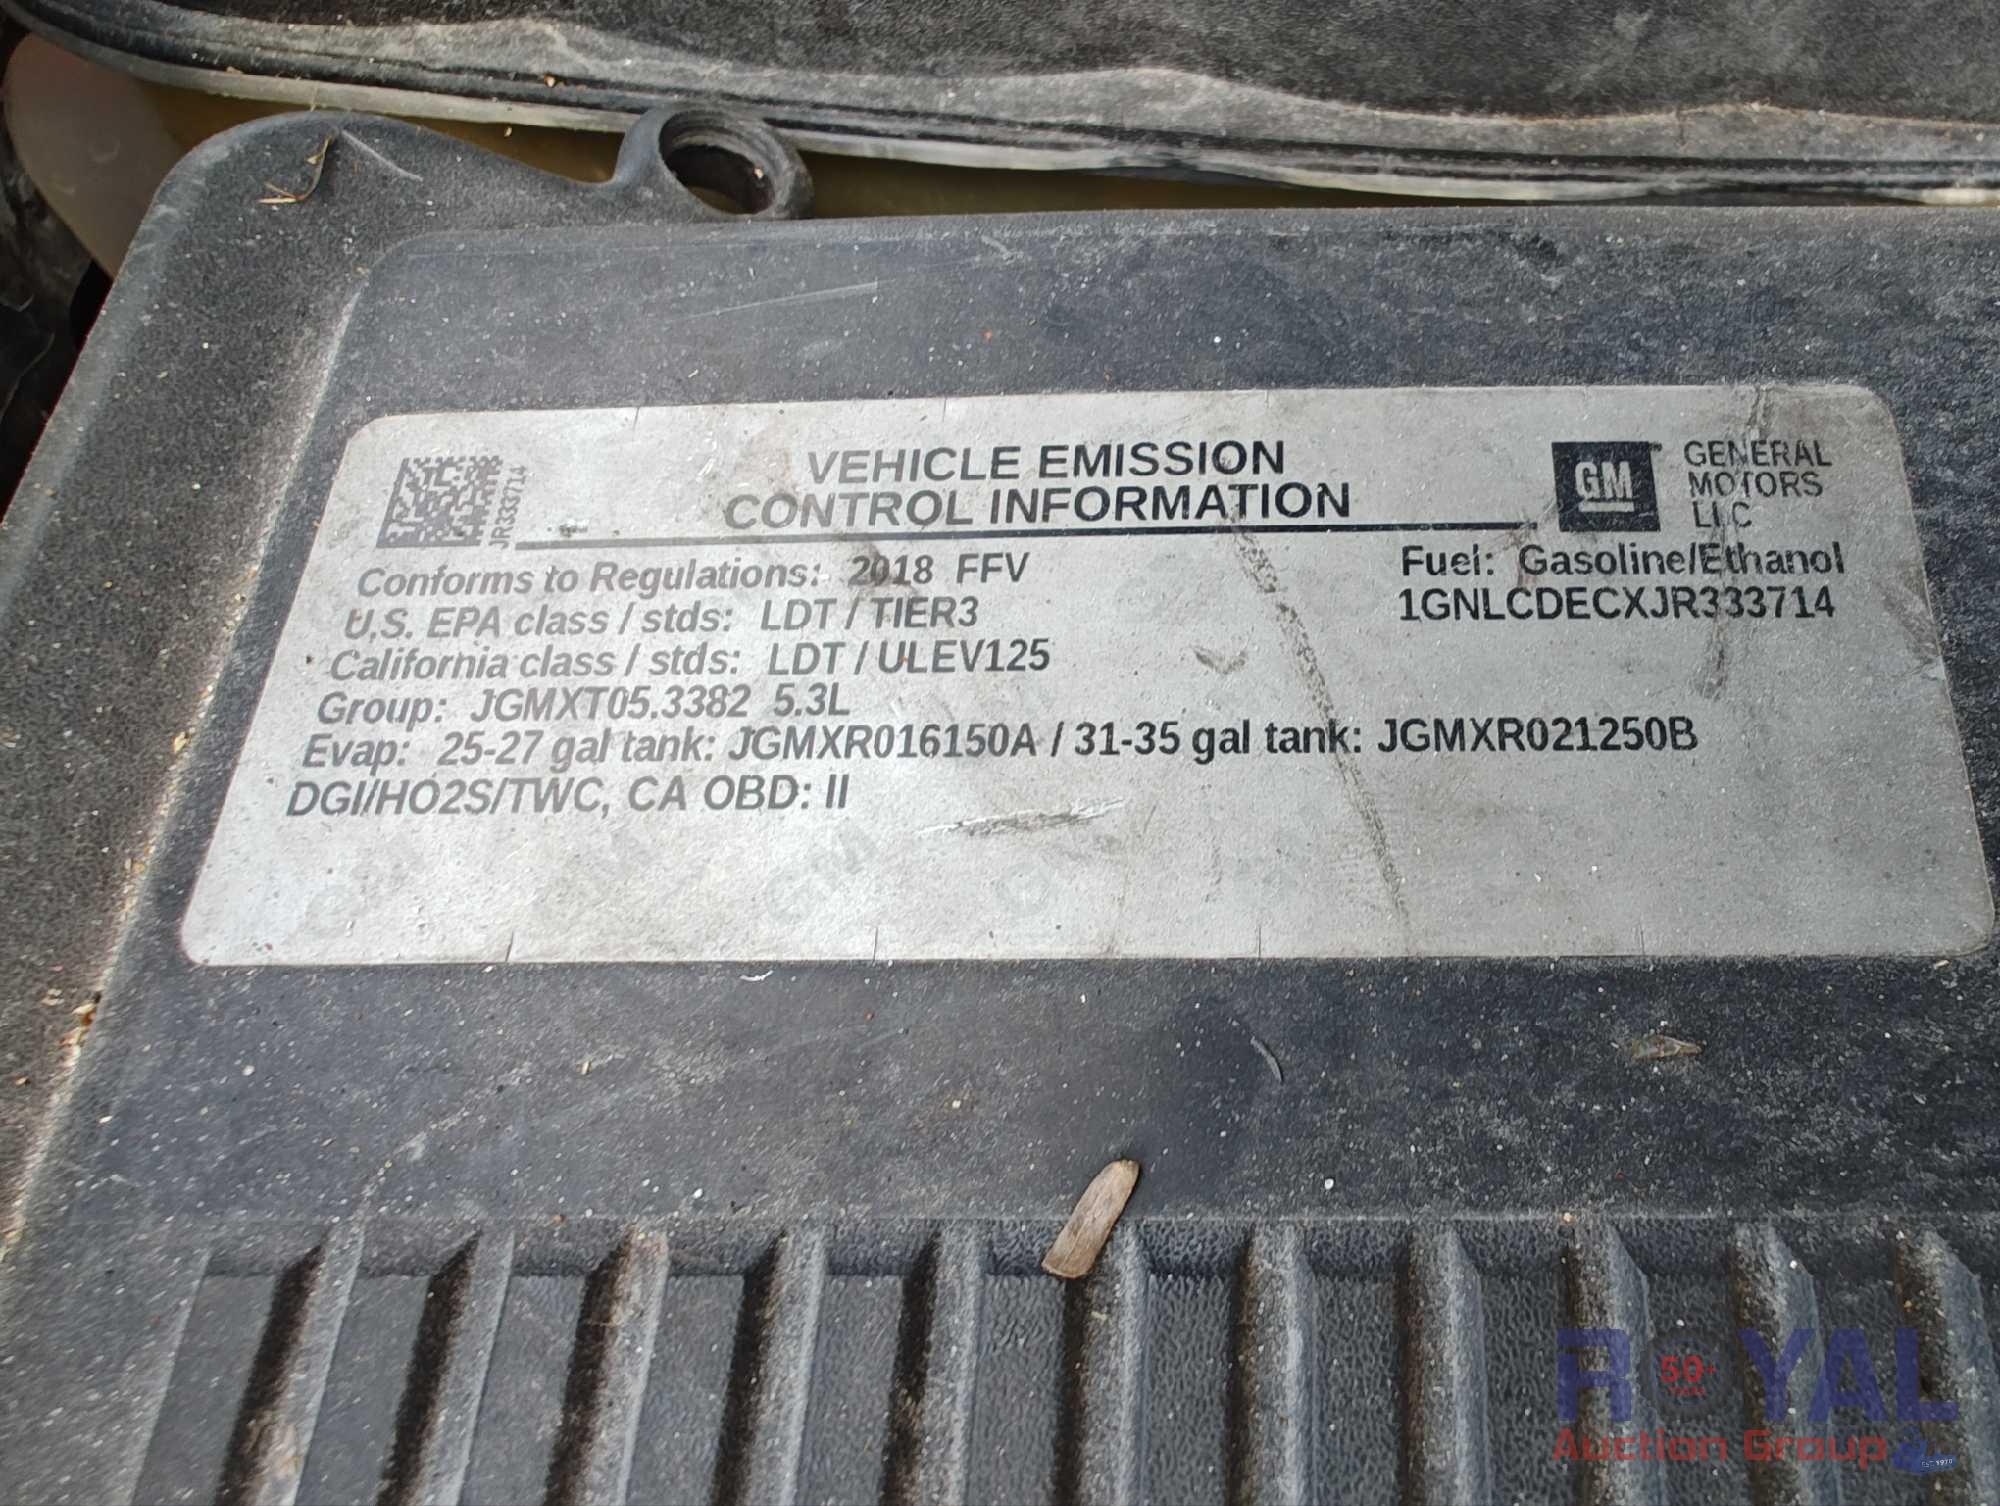 JR333714
VEHICLE EMISSION
CONTROL INFORMATION
GM
GENERAL
MOTORS
LLC
Conforms to Regulations: 2018 FFV
U.S. EPA class / stds: LDT / TIER3
California class / stds: LDT / ULEV125
Group: JGMXT05.3382 5.3L
Evap: 25-27 gal tank: JGMXR016150A / 31-35 gal tank: JGMXR021250B
DGI/HO2S/TWC, CA OBD: II
Fuel: Gasoline/Ethanol
1GNLCDECXJR333714
ROYAL
50+
Auction Group
EST. 1970